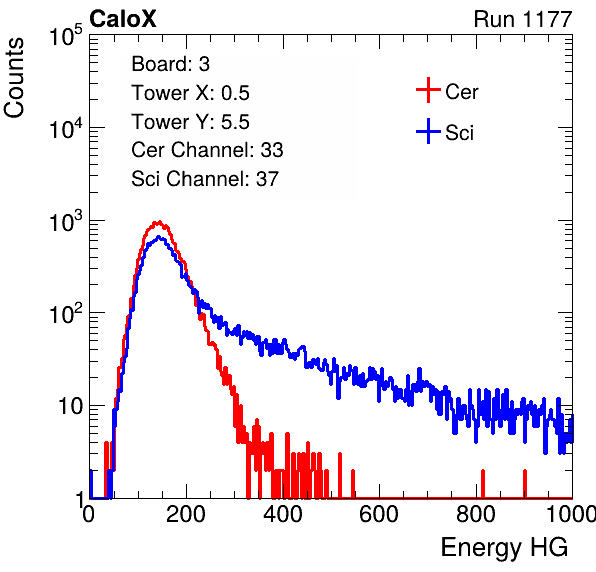 CaloX Run 1177
Counts
10^5
10^4
10^3
10^2
10
1
Board: 3
Tower X: 0.5
Tower Y: 5.5
Cer Channel: 33
Sci Channel: 37
Cer
Sci
0 200 400 600 800 1000
Energy HG